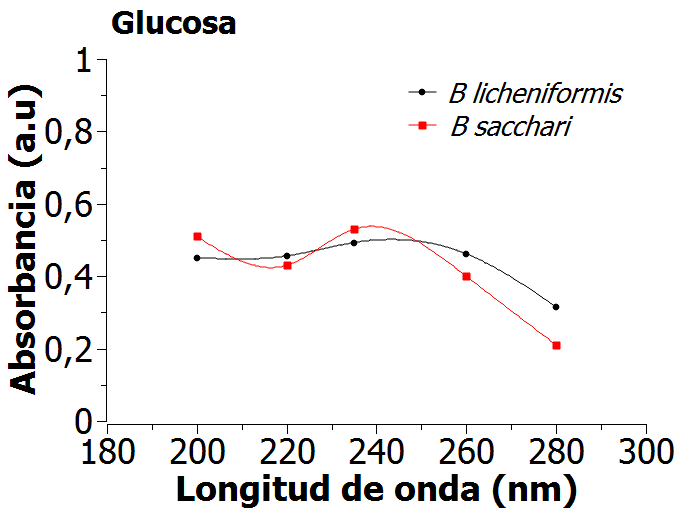 Glucosa
1
0,8
0,6
0,4
0,2
0
Absorbancia (a.u)
B licheniformis
B sacchari
180 200 220 240 260 280 300
Longitud de onda (nm)